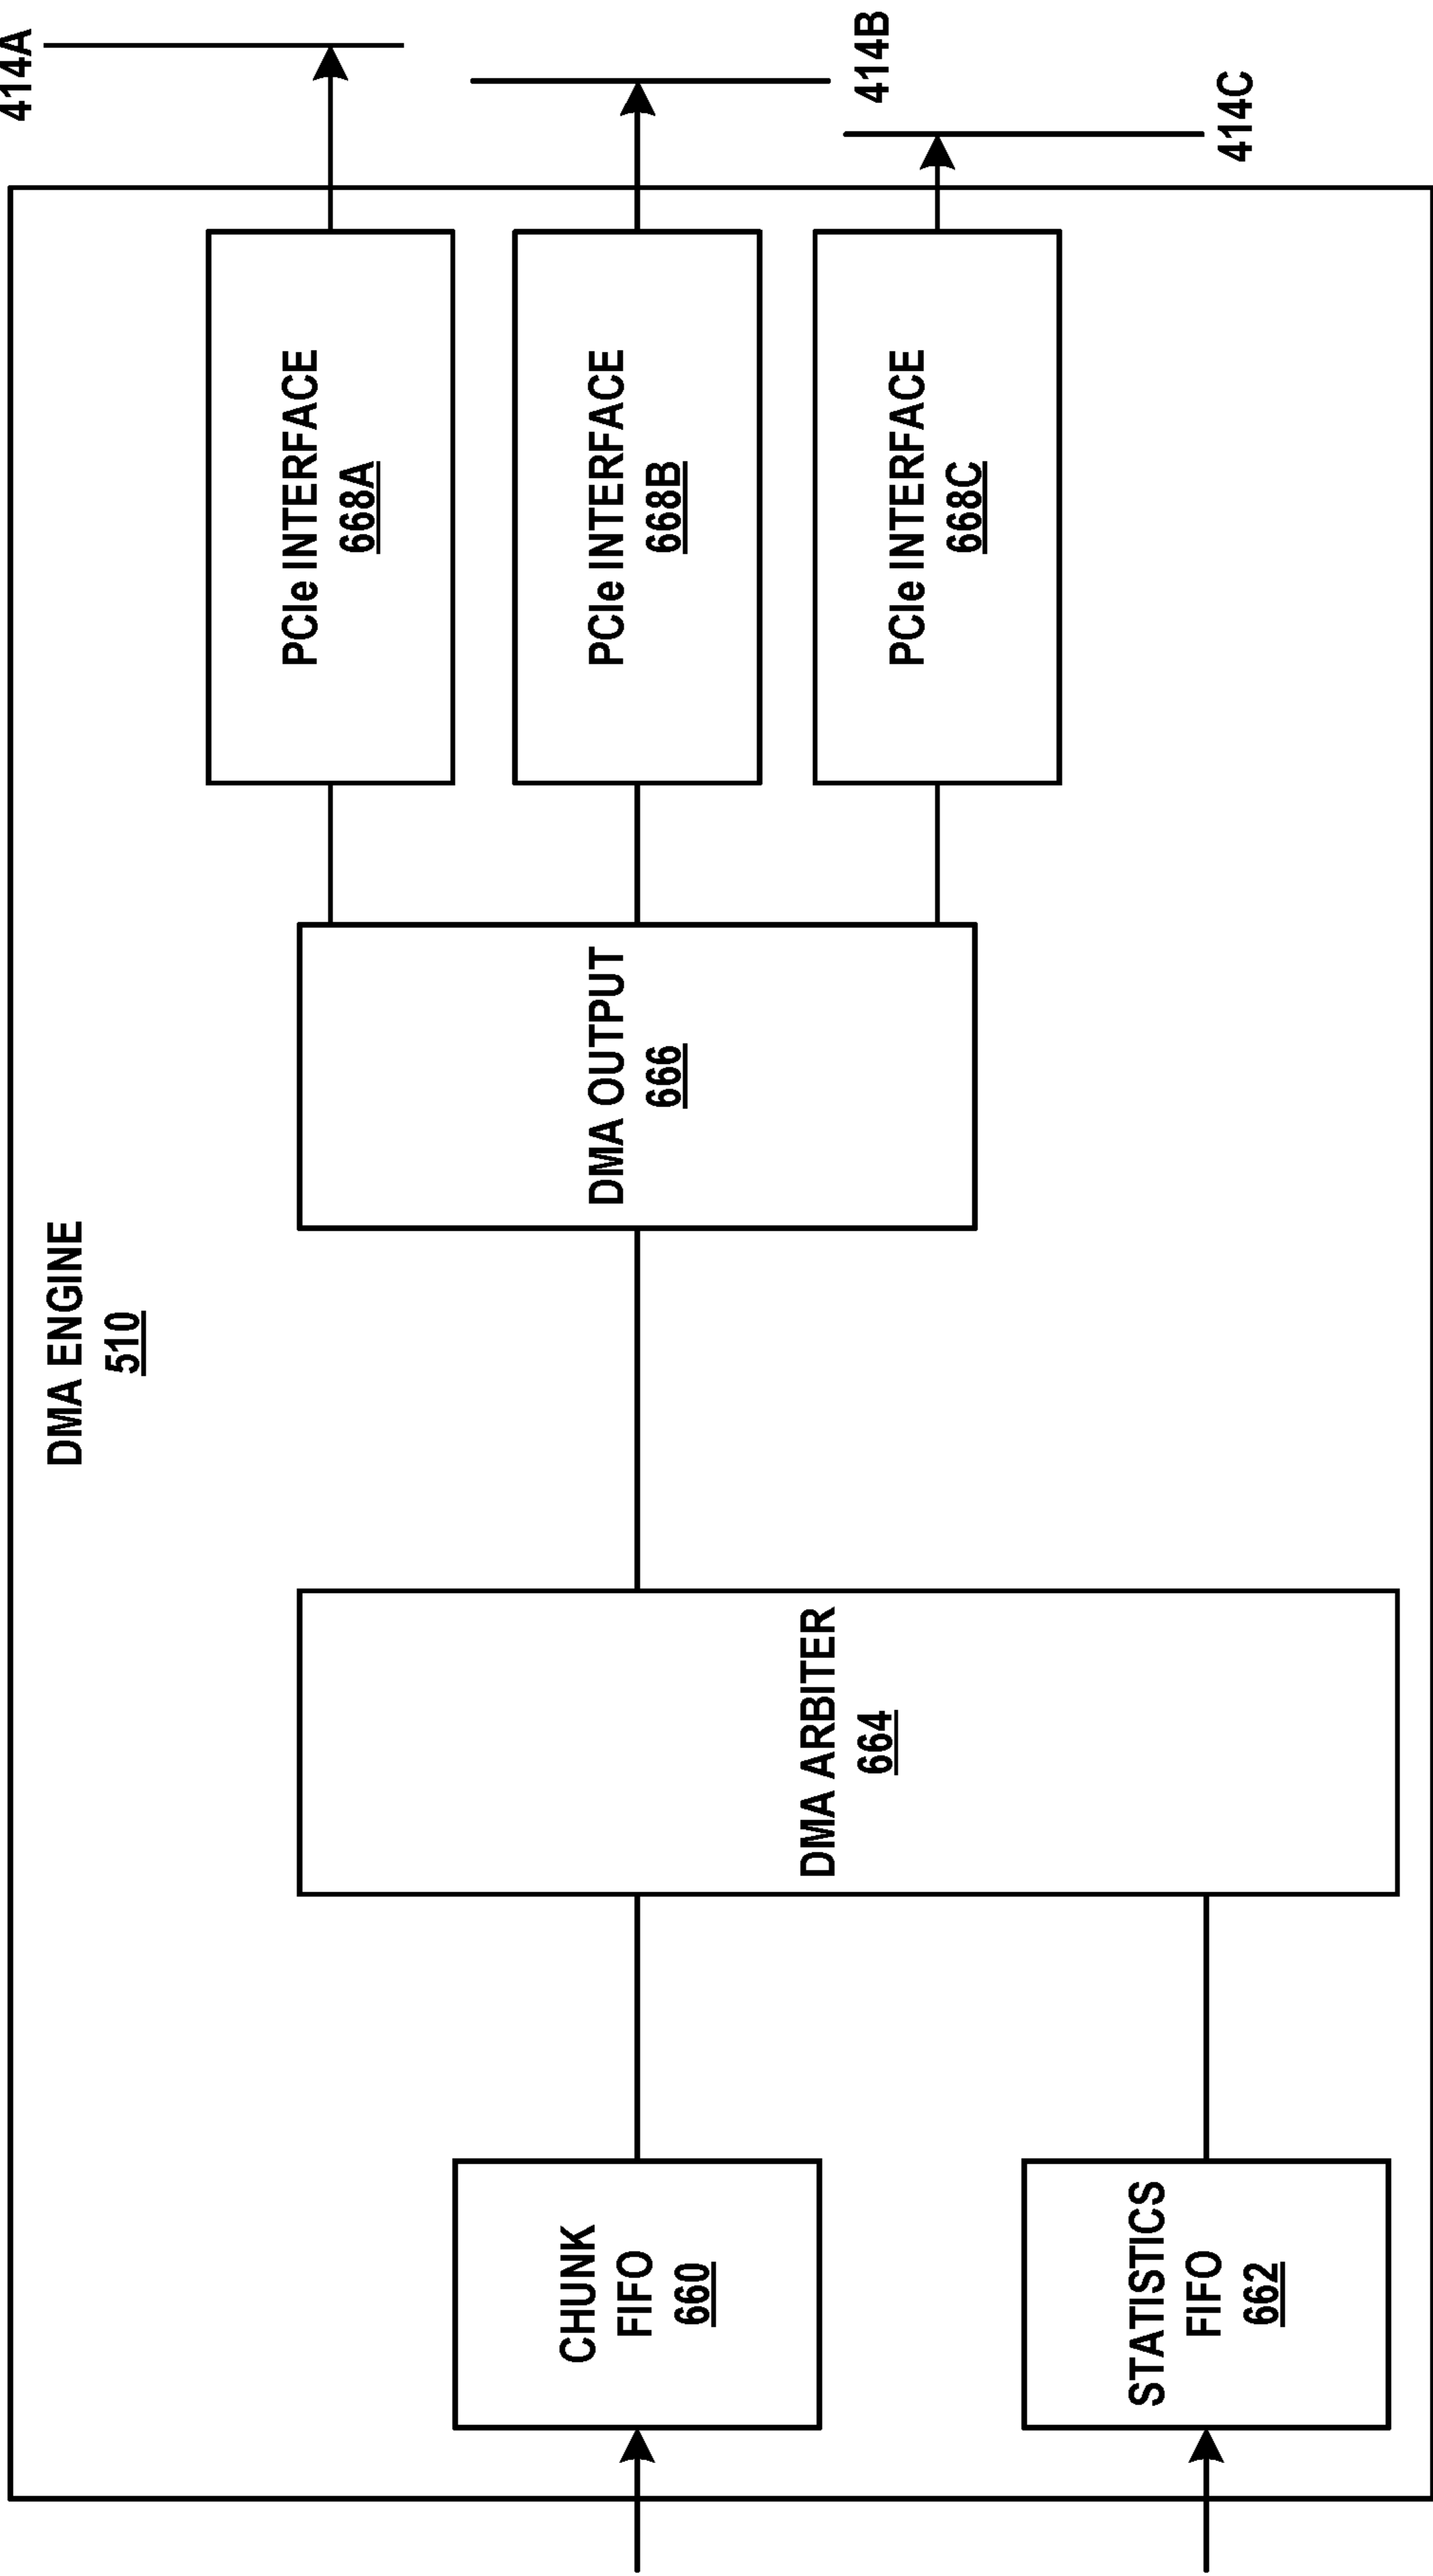 DMA ENGINE
510
CHUNK
FIFO
660
STATISTICS
FIFO
662
DMA ARBITER
664
DMA OUTPUT
666
PCIe INTERFACE
668A
PCIe INTERFACE
668B
PCIe INTERFACE
668C
414A
414B
414C